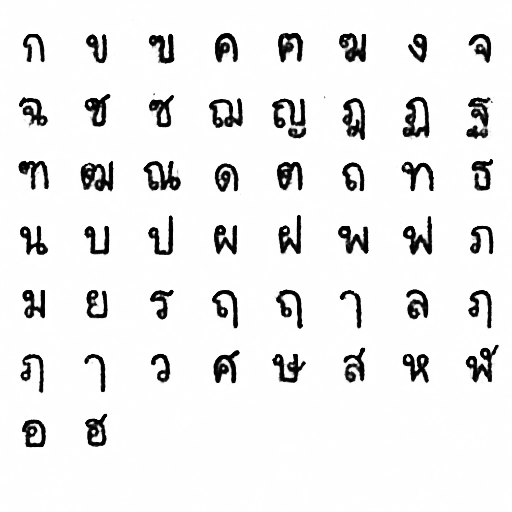 ก ข ฃ ค ฅ ฆ ง จ
ฉ ช ซ ฌ ญ ฎ ฏ ฐ
ฑ ฒ ณ ด ต ถ ท ธ
น บ ป ผ ฝ พ ฟ ภ
ม ย ร ฤ ฤ ๅ ล ฦ
ฦ ๅ ว ศ ษ ส ห ฬ
อ ฮ